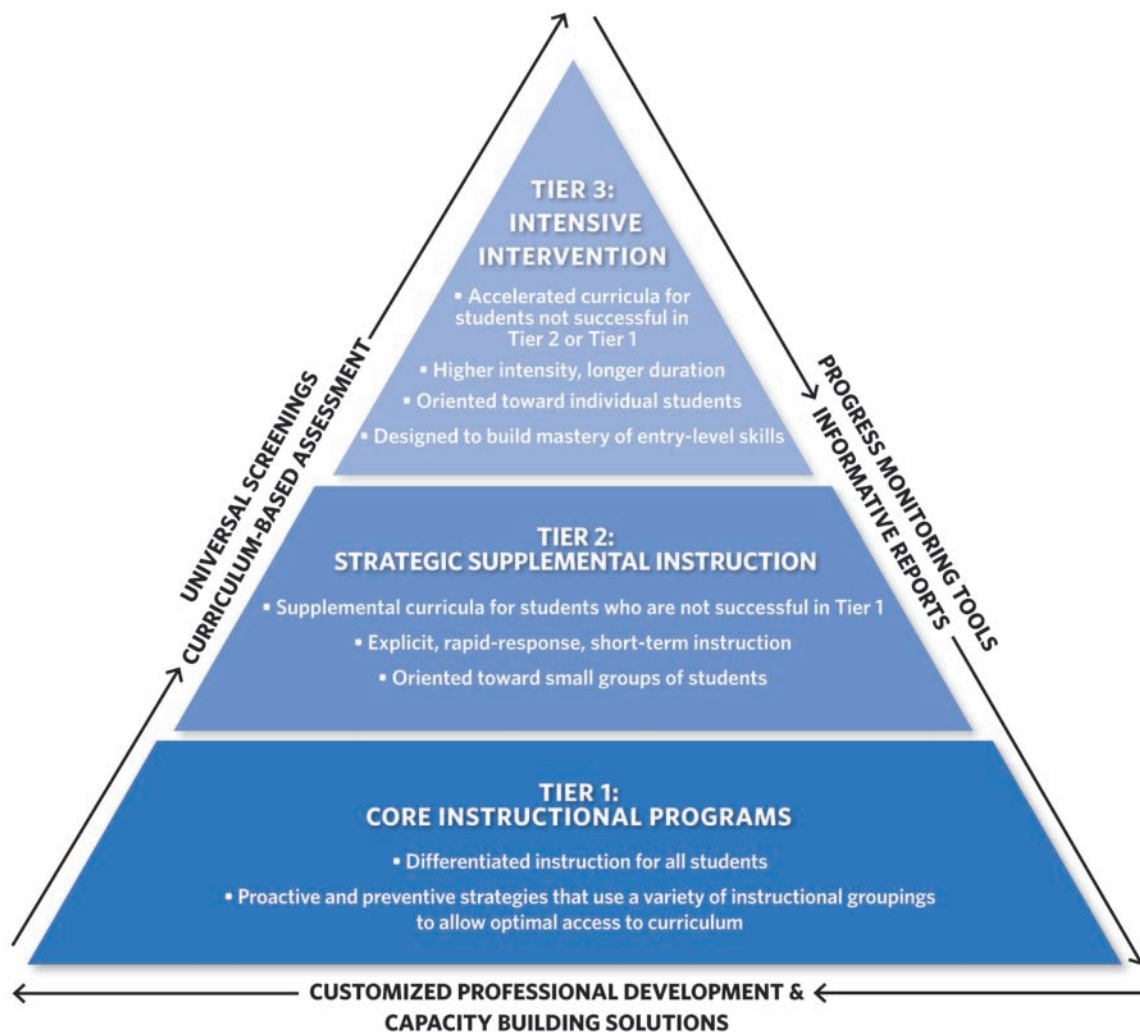 TIER 3:
INTENSIVE
INTERVENTION
▪ Accelerated curricula for
students not successful in
Tier 2 or Tier 1
▪ Higher intensity, longer duration
▪ Oriented toward individual students
▪ Designed to build mastery of entry-level skills
UNIVERSAL SCREENINGS
CURRICULUM-BASED ASSESSMENT
PROGRESS MONITORING TOOLS
INFORMATIVE REPORTS
TIER 2:
STRATEGIC SUPPLEMENTAL INSTRUCTION
▪ Supplemental curricula for students who are not successful in Tier 1
▪ Explicit, rapid-response, short-term instruction
▪ Oriented toward small groups of students
TIER 1:
CORE INSTRUCTIONAL PROGRAMS
▪ Differentiated instruction for all students
▪ Proactive and preventive strategies that use a variety of instructional groupings
to allow optimal access to curriculum
CUSTOMIZED PROFESSIONAL DEVELOPMENT &
CAPACITY BUILDING SOLUTIONS